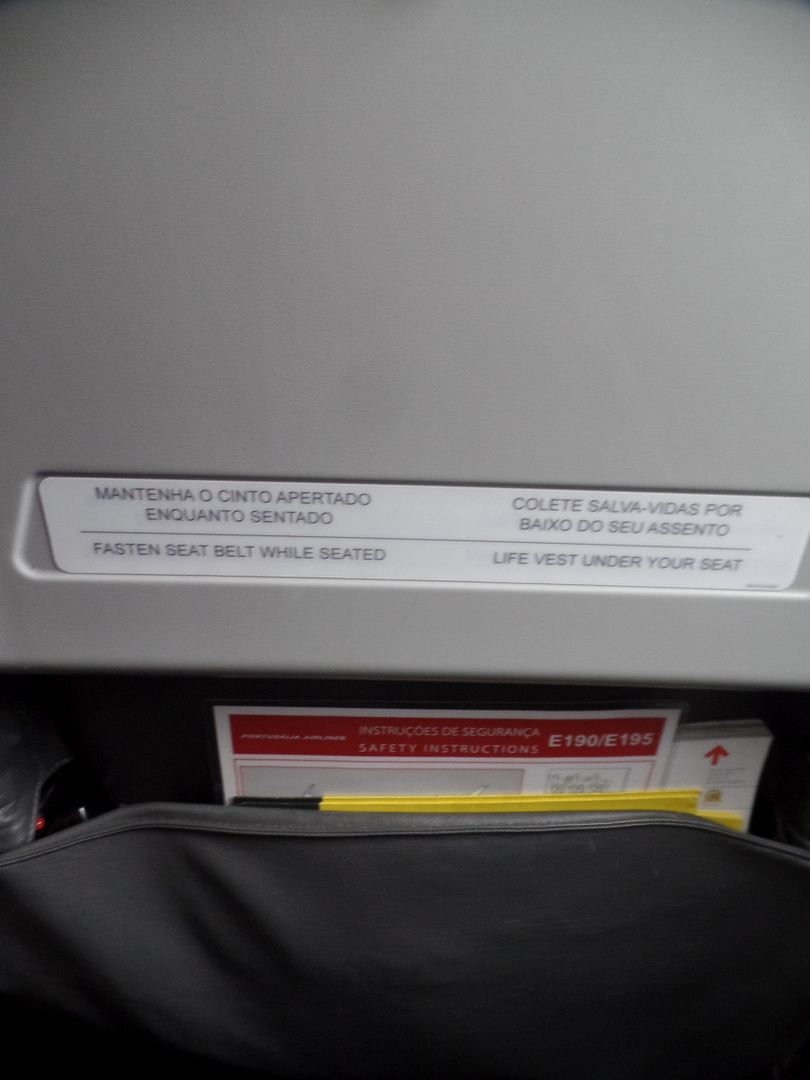 MANTENHA O CINTO APERTADO
ENQUANTO SENTADO
FASTEN SEAT BELT WHILE SEATED
COLETE SALVA-VIDAS POR
BAIXO DO SEU ASSENTO
LIFE VEST UNDER YOUR SEAT
PORTUGÁLIA AIRLINES
INSTRUÇÕES DE SEGURANÇA
SAFETY INSTRUCTIONS
E190/E195